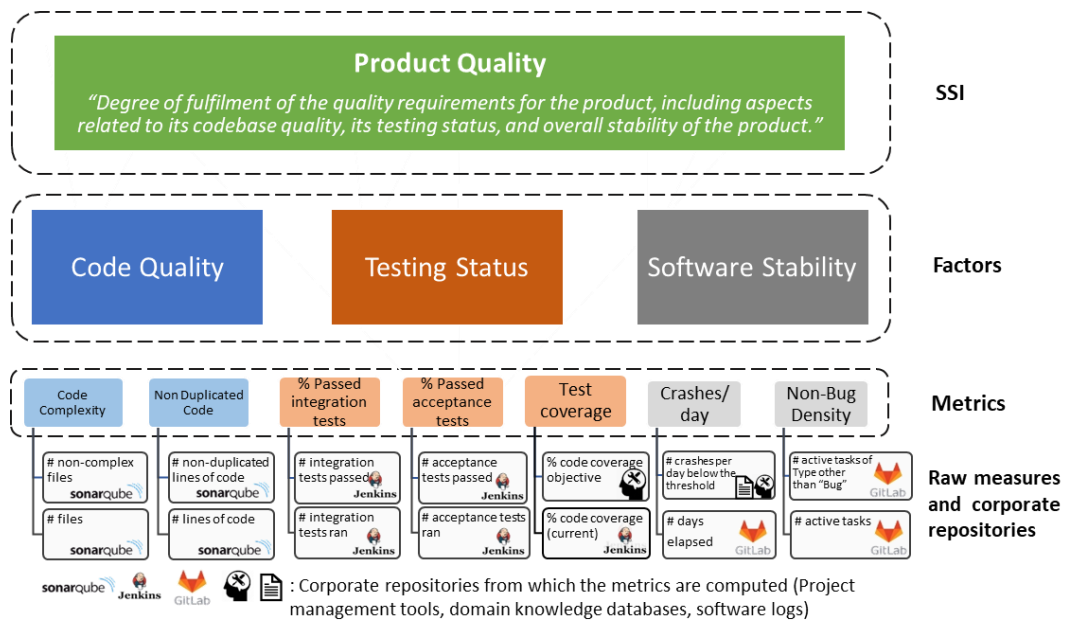 Product Quality
“Degree of fulfilment of the quality requirements for the product, including aspects
related to its codebase quality, its testing status, and overall stability of the product.”
SSI
Code Quality
Testing Status
Software Stability
Factors
Code
Complexity
Non Duplicated
Code
% Passed
integration
tests
% Passed
acceptance
tests
Test
coverage
Crashes/
day
Non-Bug
Density
Metrics
# non-complex
files
sonarqube
# non-duplicated
lines of code
sonarqube
# integration
tests passed
Jenkins
# acceptance
tests passed
Jenkins
% code coverage
objective
# crashes per
day below the
threshold
# active tasks of
Type other
than “Bug”
GitLab
# files
sonarqube
# lines of code
sonarqube
# integration
tests ran
Jenkins
# acceptance tests
ran
Jenkins
% code coverage
(current)
Jenkins
# days
elapsed
GitLab
# active tasks
GitLab
Raw measures
and corporate
repositories
sonarqube
Jenkins
GitLab
: Corporate repositories from which the metrics are computed (Project
management tools, domain knowledge databases, software logs)